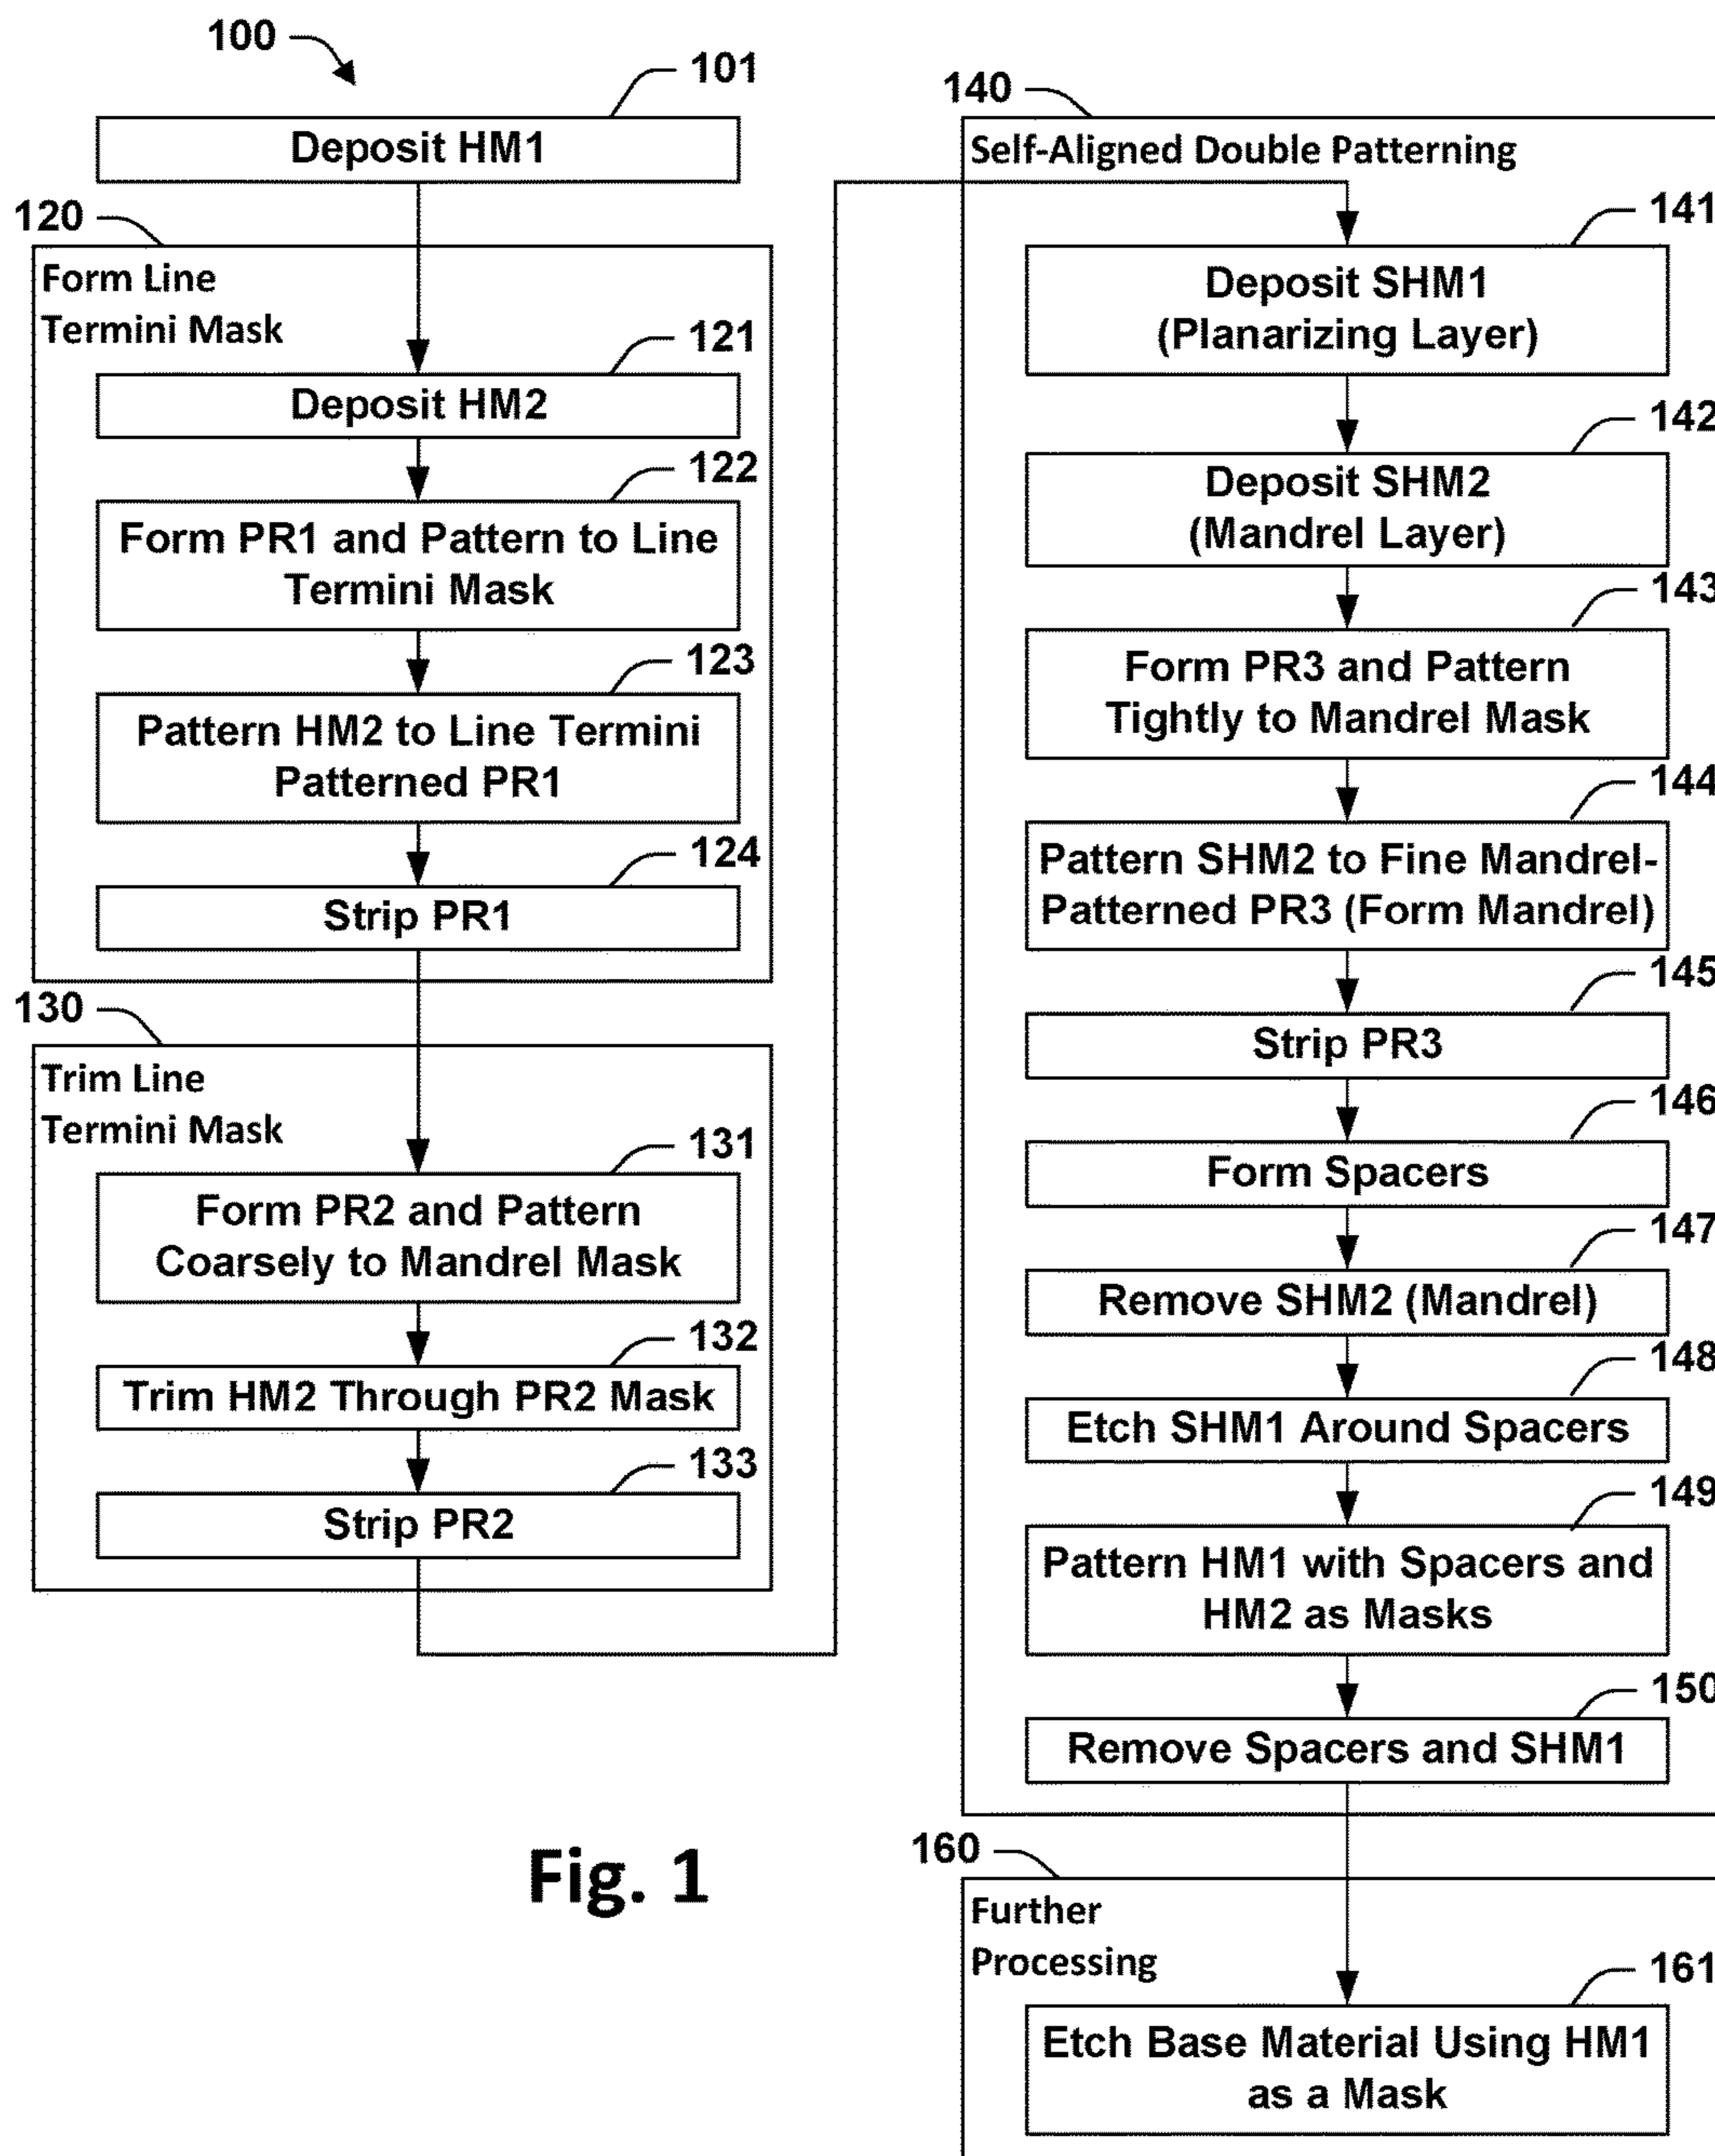 100
101
Deposit HM1
120
Form Line
Termini Mask
121
Deposit HM2
122
Form PR1 and Pattern to Line
Termini Mask
123
Pattern HM2 to Line Termini
Patterned PR1
124
Strip PR1
130
Trim Line
Termini Mask
131
Form PR2 and Pattern
Coarsely to Mandrel Mask
132
Trim HM2 Through PR2 Mask
133
Strip PR2
140
Self-Aligned Double Patterning
141
Deposit SHM1
(Planarizing Layer)
142
Deposit SHM2
(Mandrel Layer)
143
Form PR3 and Pattern
Tightly to Mandrel Mask
144
Pattern SHM2 to Fine Mandrel-
Patterned PR3 (Form Mandrel)
145
Strip PR3
146
Form Spacers
147
Remove SHM2 (Mandrel)
148
Etch SHM1 Around Spacers
149
Pattern HM1 with Spacers and
HM2 as Masks
150
Remove Spacers and SHM1
160
Further
Processing
161
Etch Base Material Using HM1
as a Mask
Fig. 1